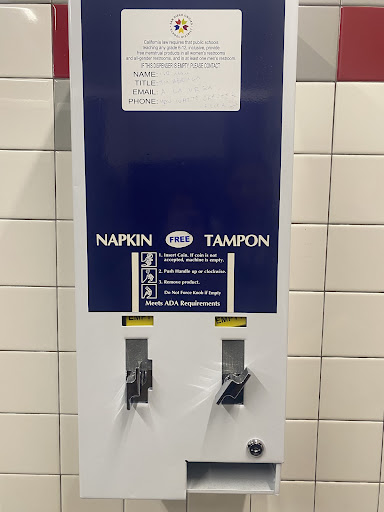 California law requires that public schools
teaching any grade 6-12, inclusive, provide
free menstrual products in all women's restrooms
and all-gender restrooms, and in at least one men's restroom.
IF THIS DISPENSER IS EMPTY, PLEASE CONTACT
NAME:
TITLE:
EMAIL:
PHONE:
NAPKIN FREE TAMPON
1. Insert Coin. If coin is not
accepted, machine is empty.
2. Push Handle up or clockwise.
3. Remove product.
Do Not Force Knob if Empty
Meets ADA Requirements